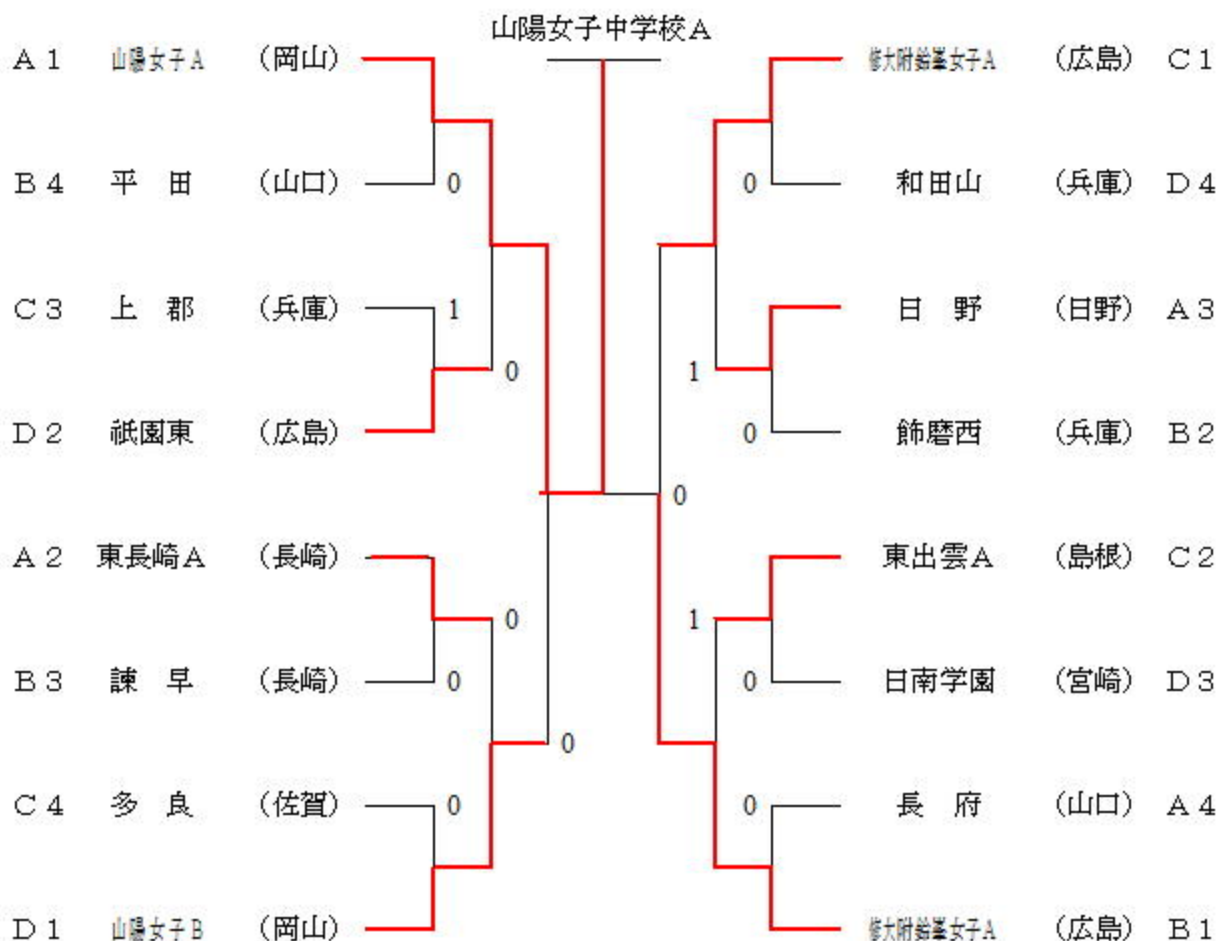 山陽女子中学校A
A1 山陽女子A (岡山) 修大附鈴峯女子A (広島) C1
B4 平田 (山口) 0 0 和田山 (兵庫) D4
C3 上郡 (兵庫) 1 日野 (日野) A3
0 1
D2 祇園東 (広島) 0 飾磨西 (兵庫) B2
0
A2 東長崎A (長崎) 東出雲A (島根) C2
0 1
B3 諫早 (長崎) 0 0 日南学園 (宮崎) D3
0
C4 多良 (佐賀) 0 0 長府 (山口) A4
D1 山陽女子B (岡山) 修大附鈴峯女子A (広島) B1